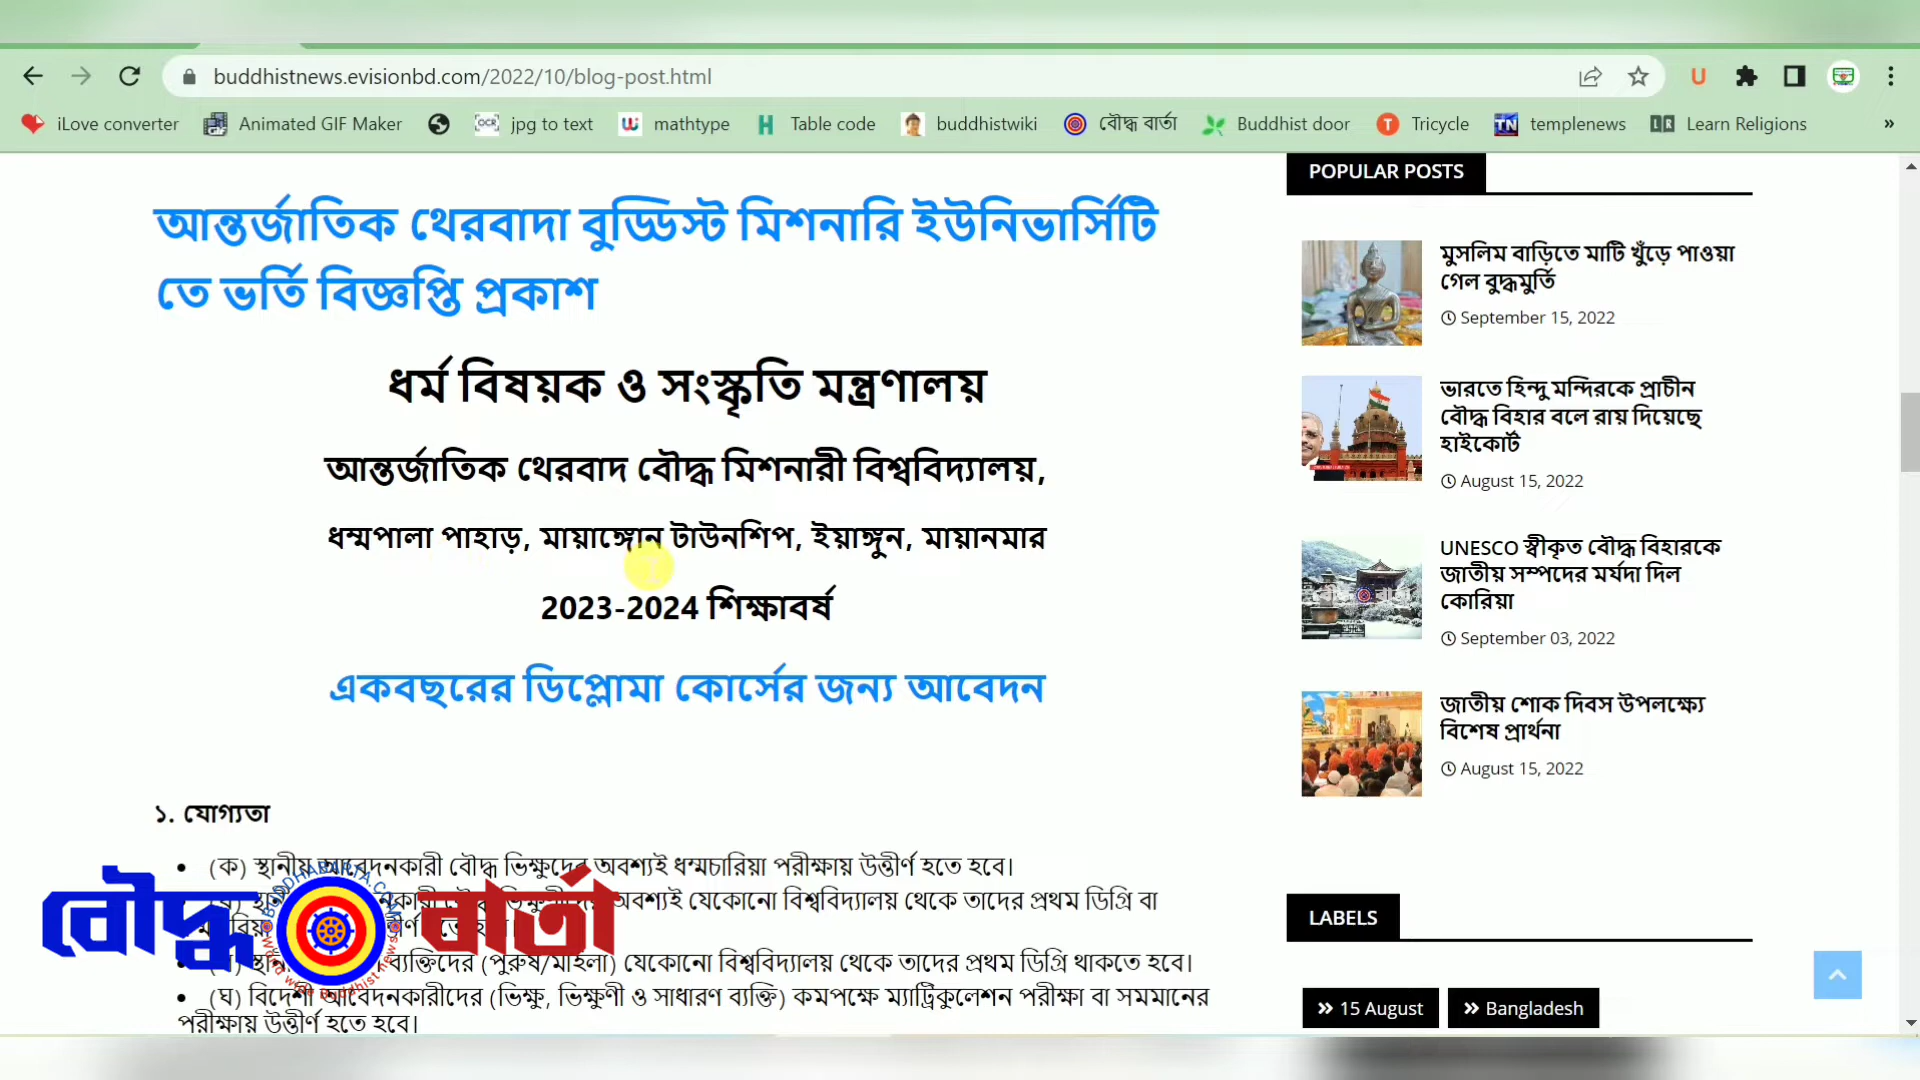 buddhistnews.evisionbd.com/2022/10/blog-post.html
U
iLove converter
Animated GIF Maker
OCR jpg to text
mathtype
H Table code
buddhistwiki
বৌদ্ধ বার্তা
Buddhist door
T Tricycle
TN templenews
LR Learn Religions
»
আন্তর্জাতিক থেরবাদা বুড্ডিস্ট মিশনারি ইউনিভার্সিটি
তে ভর্তি বিজ্ঞপ্তি প্রকাশ
ধর্ম বিষয়ক ও সংস্কৃতি মন্ত্রণালয়
আন্তর্জাতিক থেরবাদ বৌদ্ধ মিশনারী বিশ্ববিদ্যালয়,
ধম্মপালা পাহাড়, মায়াঙ্গোন টাউনশিপ, ইয়াঙ্গুন, মায়ানমার
2023-2024 শিক্ষাবর্ষ
একবছরের ডিপ্লোমা কোর্সের জন্য আবেদন
১. যোগ্যতা
(ক) স্থানীয় আবেদনকারী বৌদ্ধ ভিক্ষুদের অবশ্যই ধম্মচারিয়া পরীক্ষায় উত্তীর্ণ হতে হবে।
অবশ্যই যেকোনো বিশ্ববিদ্যালয় থেকে তাদের প্রথম ডিগ্রি বা
ব্যক্তিদের (পুরুষ/মহিলা) যেকোনো বিশ্ববিদ্যালয় থেকে তাদের প্রথম ডিগ্রি থাকতে হবে।
(ঘ) বিদেশী আবেদনকারীদের (ভিক্ষু, ভিক্ষুণী ও সাধারণ ব্যক্তি) কমপক্ষে ম্যাট্রিকুলেশন পরীক্ষা বা সমমানের
পরীক্ষায় উত্তীর্ণ হতে হবে।
বৌদ্ধ বার্তা
POPULAR POSTS
মুসলিম বাড়িতে মাটি খুঁড়ে পাওয়া
গেল বুদ্ধমুর্তি
September 15, 2022
ভারতে হিন্দু মন্দিরকে প্রাচীন
বৌদ্ধ বিহার বলে রায় দিয়েছে
হাইকোর্ট
August 15, 2022
UNESCO স্বীকৃত বৌদ্ধ বিহারকে
জাতীয় সম্পদের মর্যদা দিল
কোরিয়া
September 03, 2022
জাতীয় শোক দিবস উপলক্ষ্যে
বিশেষ প্রার্থনা
August 15, 2022
LABELS
» 15 August
» Bangladesh